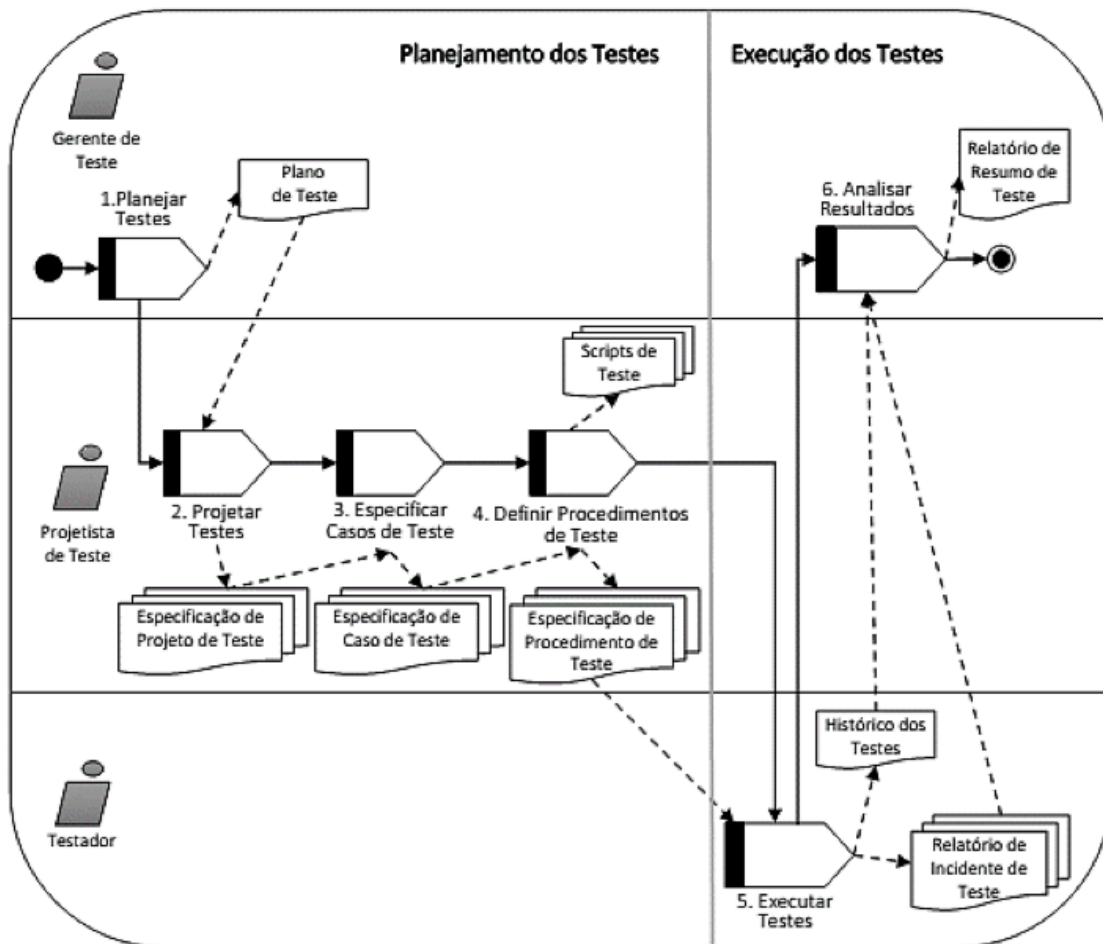 Planejamento dos Testes
Execução dos Testes
Gerente de
Teste
1.Planejar
Testes
Plano
de Teste
6. Analisar
Resultados
Relatório de
Resumo de
Teste
Scripts de
Teste
Projetista
de Teste
2. Projetar
Testes
3. Especificar
Casos de Teste
4. Definir Procedimentos
de Teste
Especificação de
Projeto de Teste
Especificação de
Caso de Teste
Especificação de
Procedimento de
Teste
Testador
Histórico dos
Testes
5. Executar
Testes
Relatório de
Incidente de
Teste